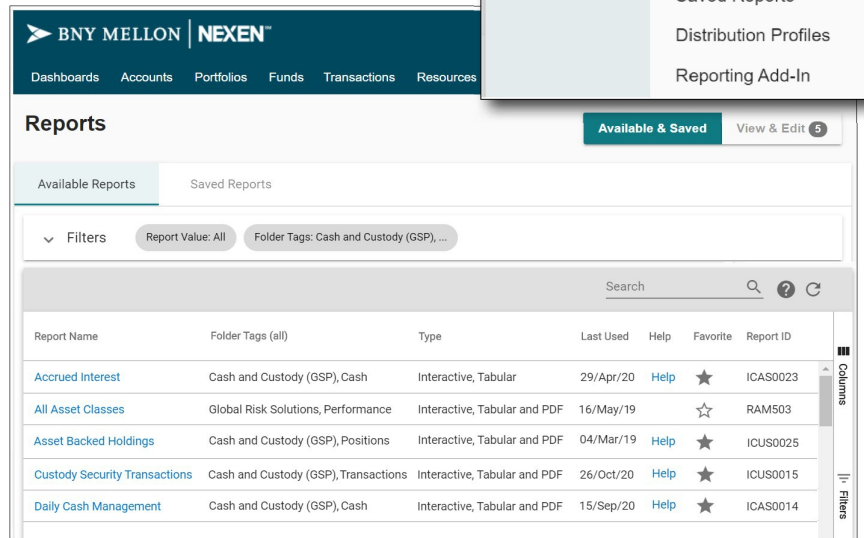 Saved Reports
Distribution Profiles
Reporting Add-In
BNY MELLON | NEXEN™
Dashboards Accounts Portfolios Funds Transactions Resources
Reports
Available & Saved View & Edit 5
Available Reports Saved Reports
Filters Report Value: All Folder Tags: Cash and Custody (GSP), ...
Search
Report Name Folder Tags (all) Type Last Used Help Favorite Report ID
Accrued Interest Cash and Custody (GSP), Cash Interactive, Tabular 29/Apr/20 Help ICAS0023
All Asset Classes Global Risk Solutions, Performance Interactive, Tabular and PDF 16/May/19 RAM503
Asset Backed Holdings Cash and Custody (GSP), Positions Interactive, Tabular and PDF 04/Mar/19 Help ICUS0025
Custody Security Transactions Cash and Custody (GSP), Transactions Interactive, Tabular and PDF 26/Oct/20 Help ICUS0015
Daily Cash Management Cash and Custody (GSP), Cash Interactive, Tabular and PDF 15/Sep/20 Help ICAS0014
Columns
Filters